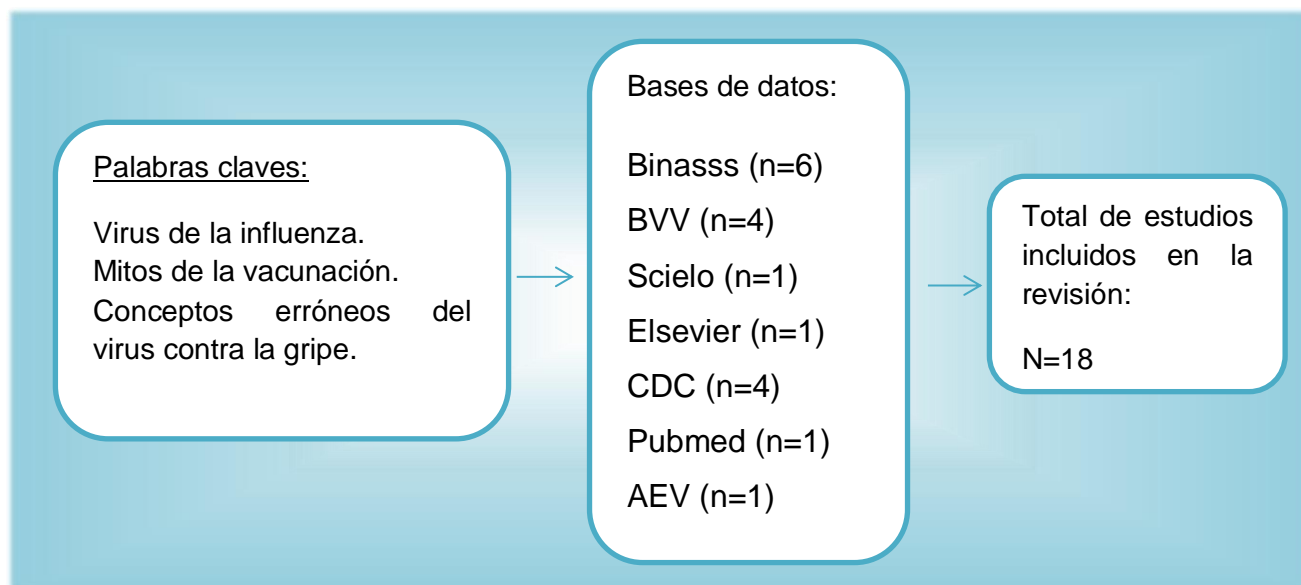 Palabras claves:
Virus de la influenza.
Mitos de la vacunación.
Conceptos erróneos del
virus contra la gripe.
Bases de datos:
Binasss (n=6)
BVV (n=4)
Scielo (n=1)
Elsevier (n=1)
CDC (n=4)
Pubmed (n=1)
AEV (n=1)
Total de estudios
incluidos en la
revisión:
N=18